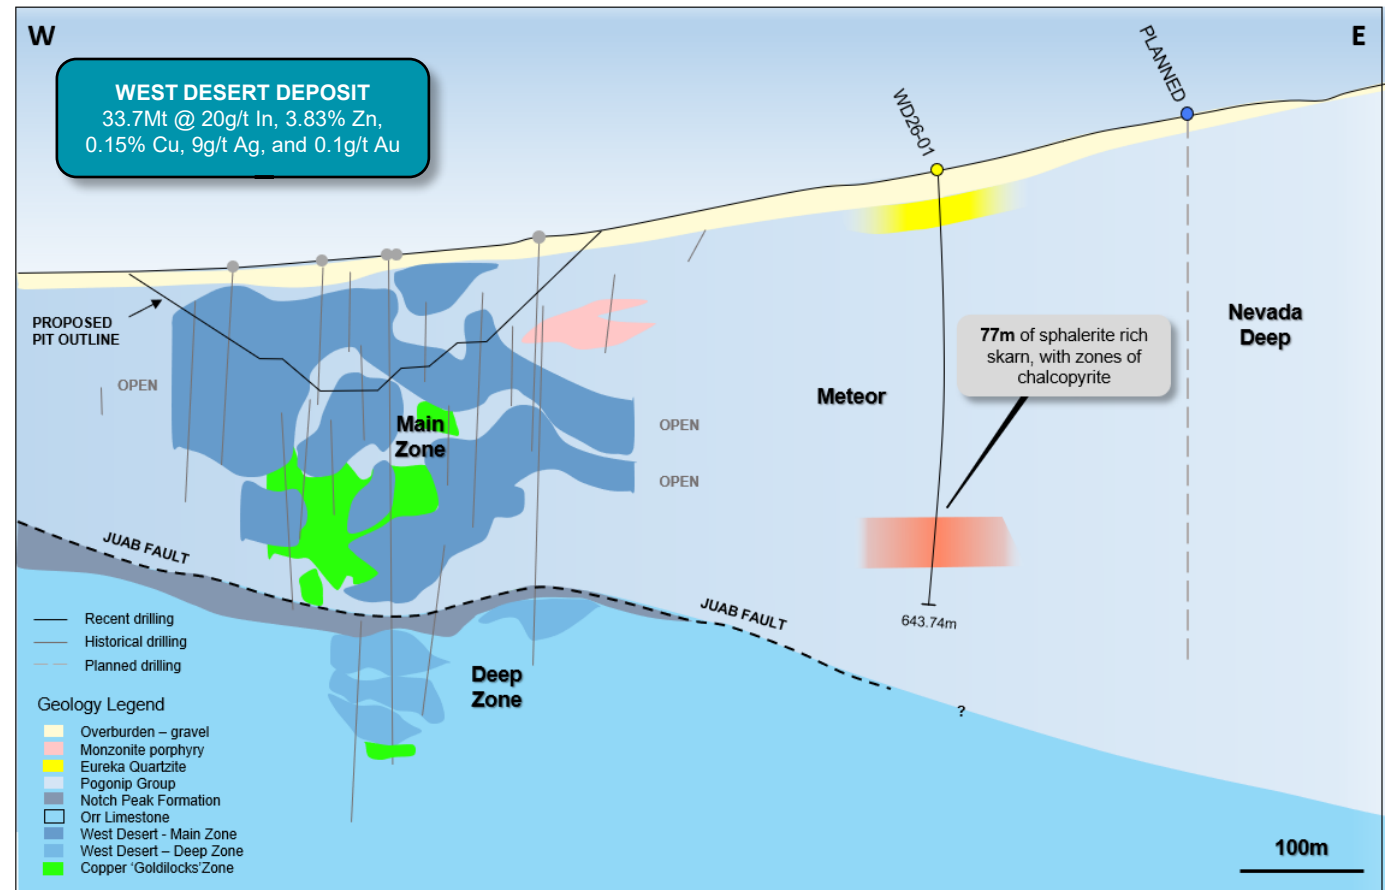 W
E
WEST DESERT DEPOSIT
33.7Mt @ 20g/t In, 3.83% Zn,
0.15% Cu, 9g/t Ag, and 0.1g/t Au
PLANNED
WD26-01
PROPOSED
PIT OUTLINE
OPEN
Main
Zone
OPEN
OPEN
Meteor
77m of sphalerite rich
skarn, with zones of
chalcopyrite
Nevada
Deep
JUAB FAULT
JUAB FAULT
643.74m
Deep
Zone
?
Recent drilling
Historical drilling
Planned drilling
Geology Legend
Overburden – gravel
Monzonite porphyry
Eureka Quartzite
Pogonip Group
Notch Peak Formation
Orr Limestone
West Desert - Main Zone
West Desert – Deep Zone
Copper ‘Goldilocks’Zone
100m